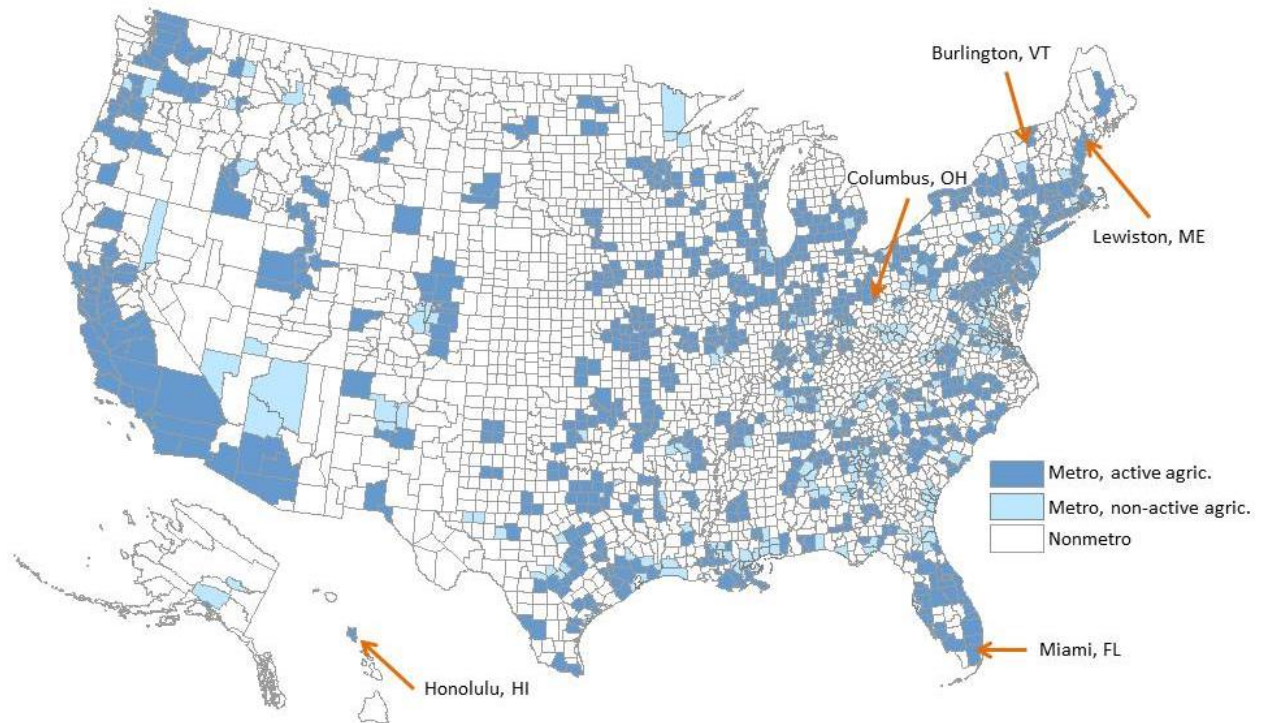 Burlington, VT
Columbus, OH
Lewiston, ME
Metro, active agric.
Metro, non-active agric.
Nonmetro
Miami, FL
Honolulu, HI